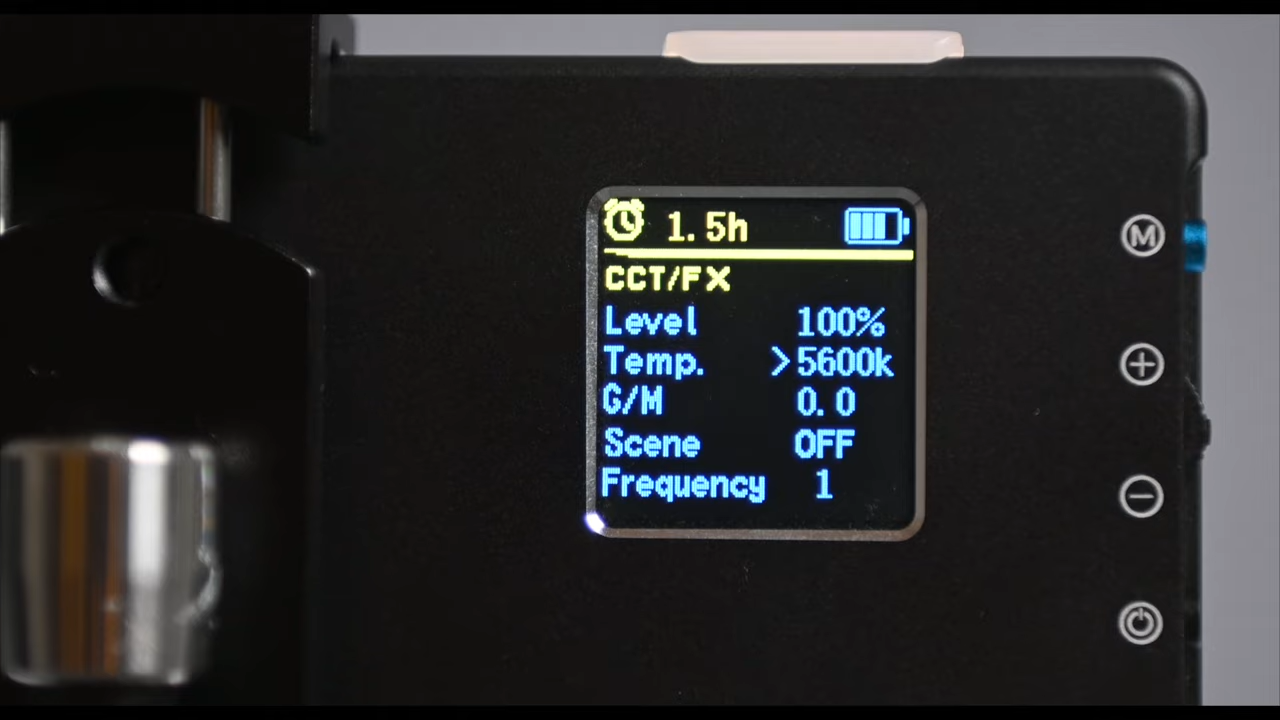 1.5h
CCT/FX
Level 100%
Temp. >5600k
G/M 0.0
Scene OFF
Frequency 1
M